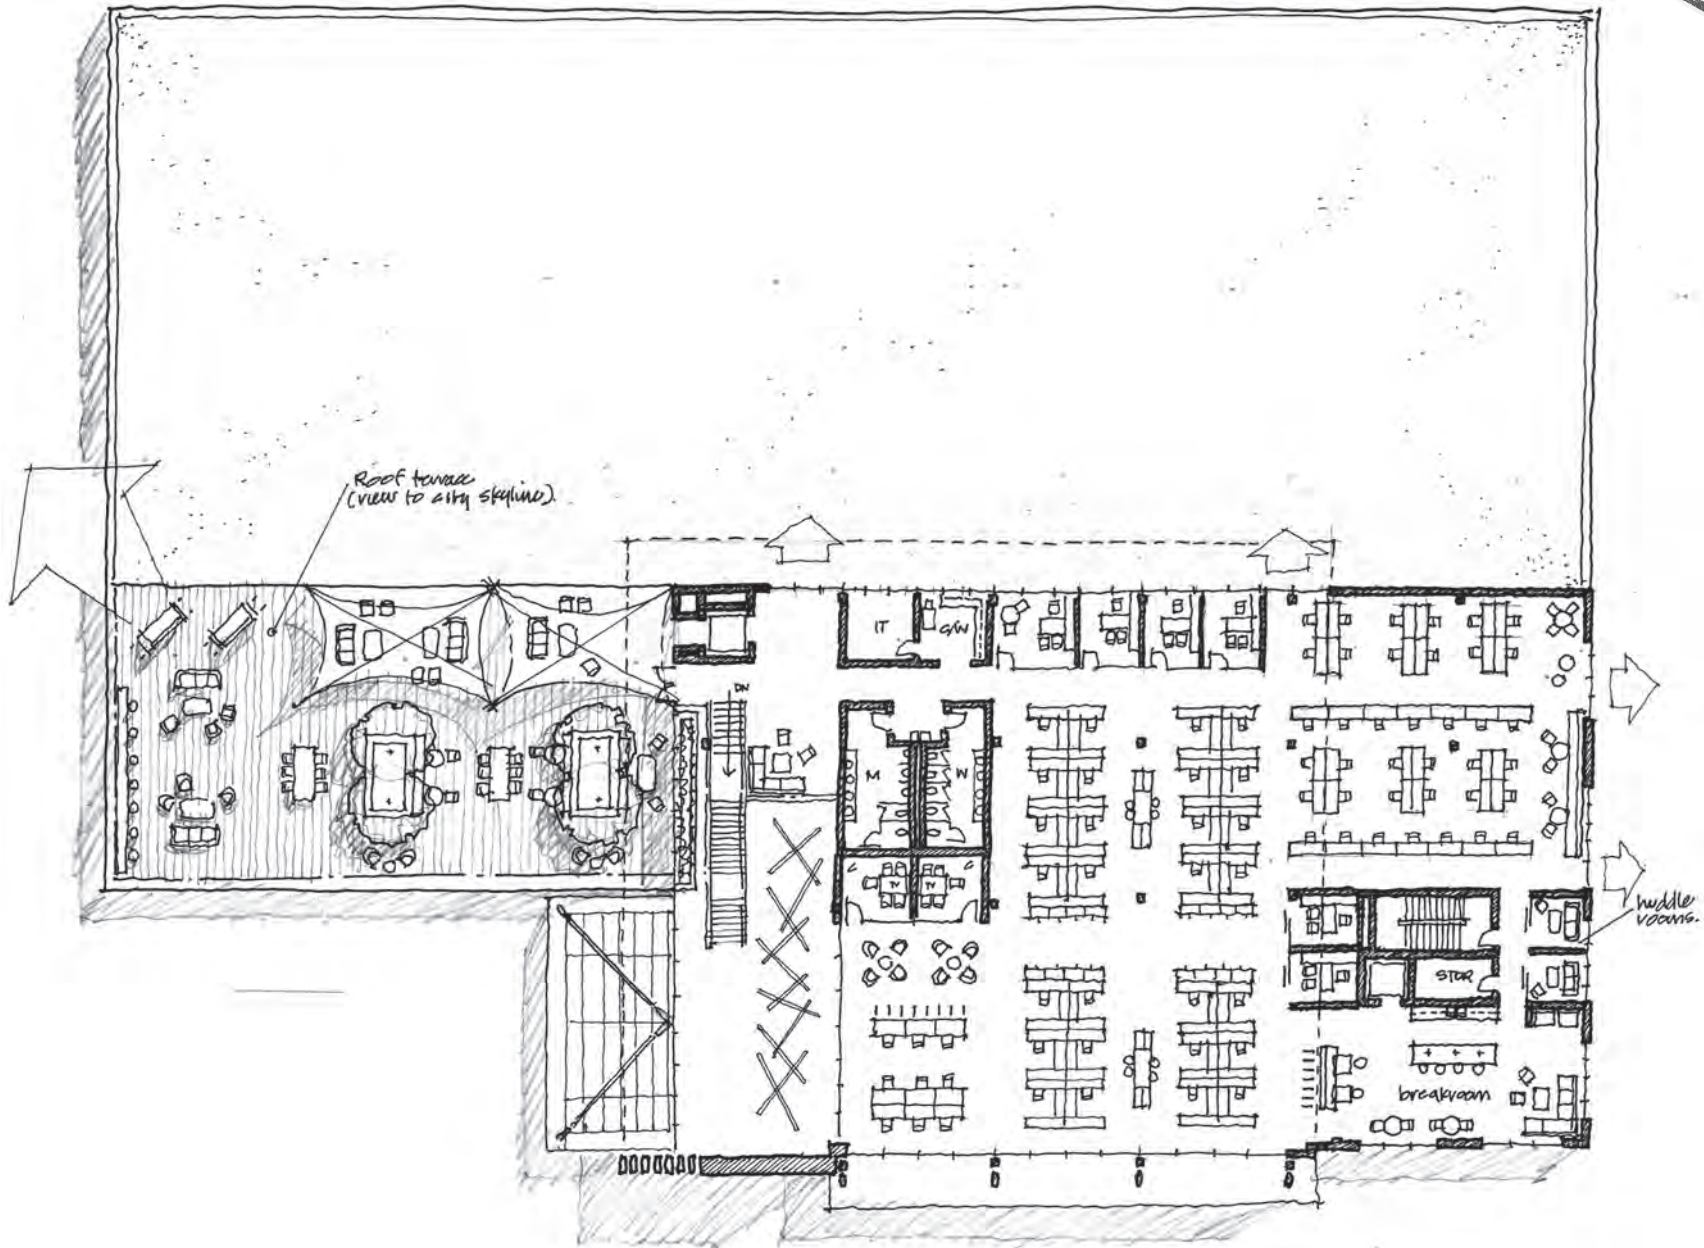 Roof terrace
(view to city skyline).
IT
G/W
DN
M
W
TV
TV
huddle
rooms.
STOR
breakroom